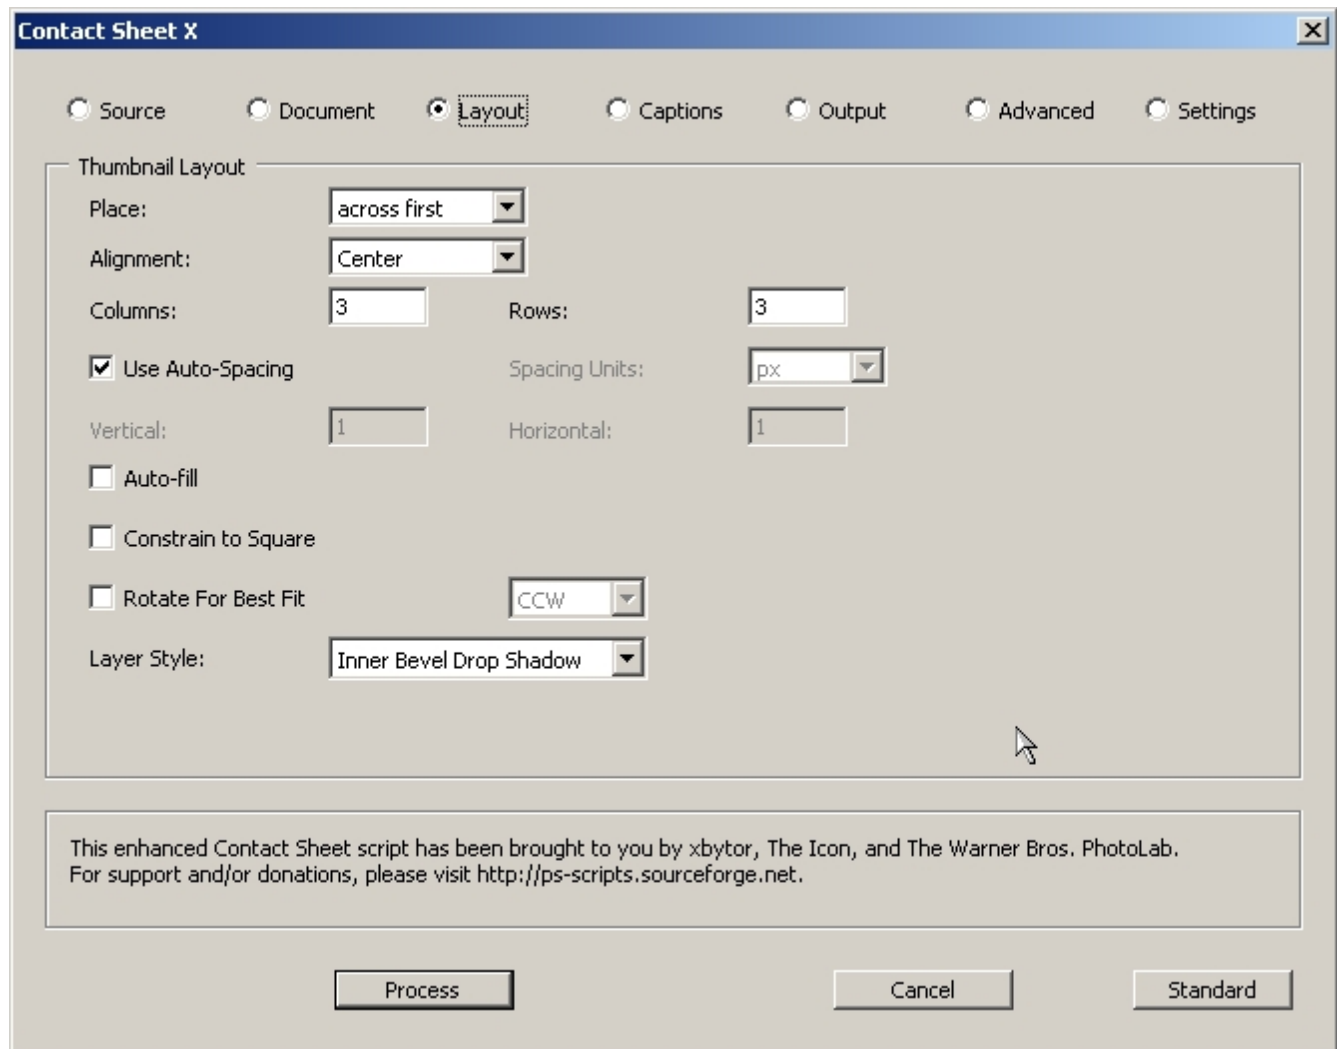 Contact Sheet X
Source Document Layout Captions Output Advanced Settings
Thumbnail Layout
Place: across first
Alignment: Center
Columns: 3 Rows: 3
Use Auto-Spacing Spacing Units: px
Vertical: 1 Horizontal: 1
Auto-fill
Constrain to Square
Rotate For Best Fit CCW
Layer Style: Inner Bevel Drop Shadow
This enhanced Contact Sheet script has been brought to you by xbytor, The Icon, and The Warner Bros. PhotoLab.
For support and/or donations, please visit http://ps-scripts.sourceforge.net.
Process Cancel Standard